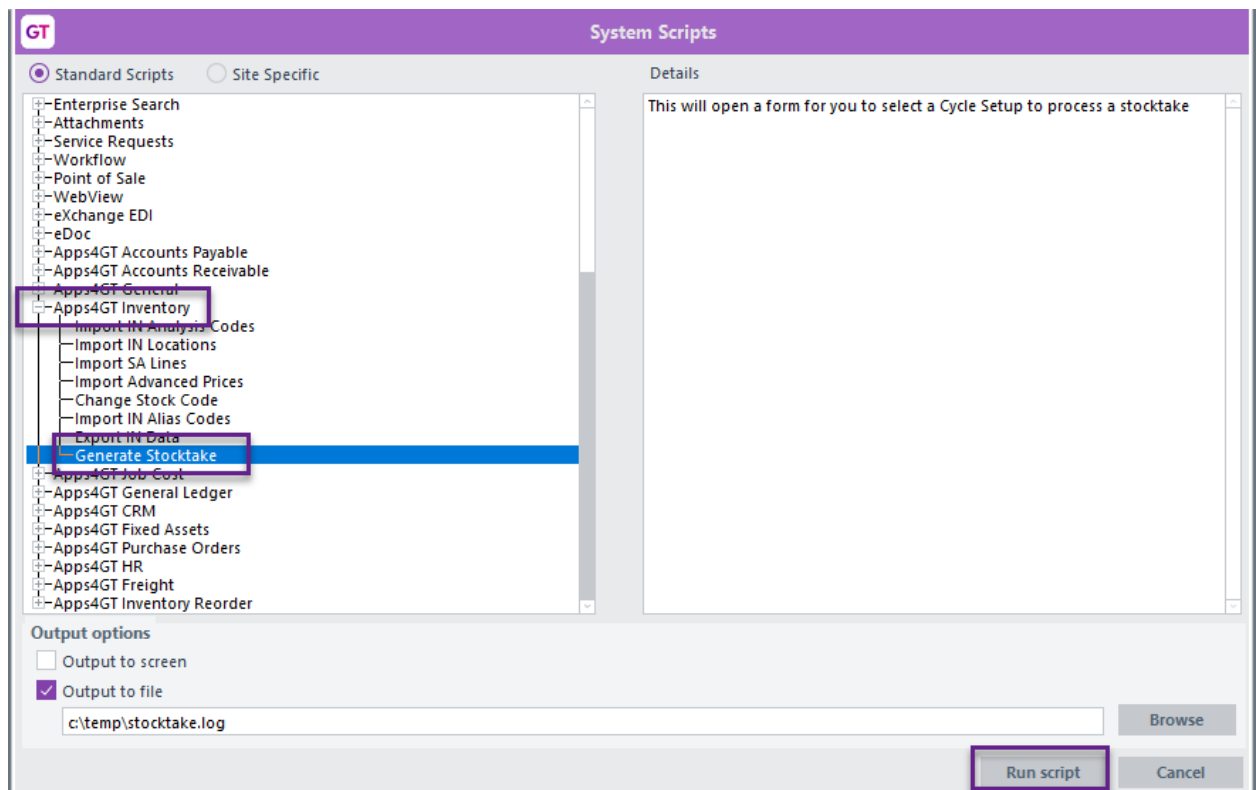 GT
System Scripts
Standard Scripts
Site Specific
Details
Enterprise Search
Attachments
Service Requests
Workflow
Point of Sale
WebView
eXchange EDI
eDoc
Apps4GT Accounts Payable
Apps4GT Accounts Receivable
Apps4GT General
Apps4GT Inventory
Import IN Analysis Codes
Import IN Locations
Import SA Lines
Import Advanced Prices
Change Stock Code
Import IN Alias Codes
Export IN Data
Generate Stocktake
Apps4GT Job Cost
Apps4GT General Ledger
Apps4GT CRM
Apps4GT Fixed Assets
Apps4GT Purchase Orders
Apps4GT HR
Apps4GT Freight
Apps4GT Inventory Reorder
This will open a form for you to select a Cycle Setup to process a stocktake
Output options
Output to screen
Output to file
c:\temp\stocktake.log
Browse
Run script
Cancel